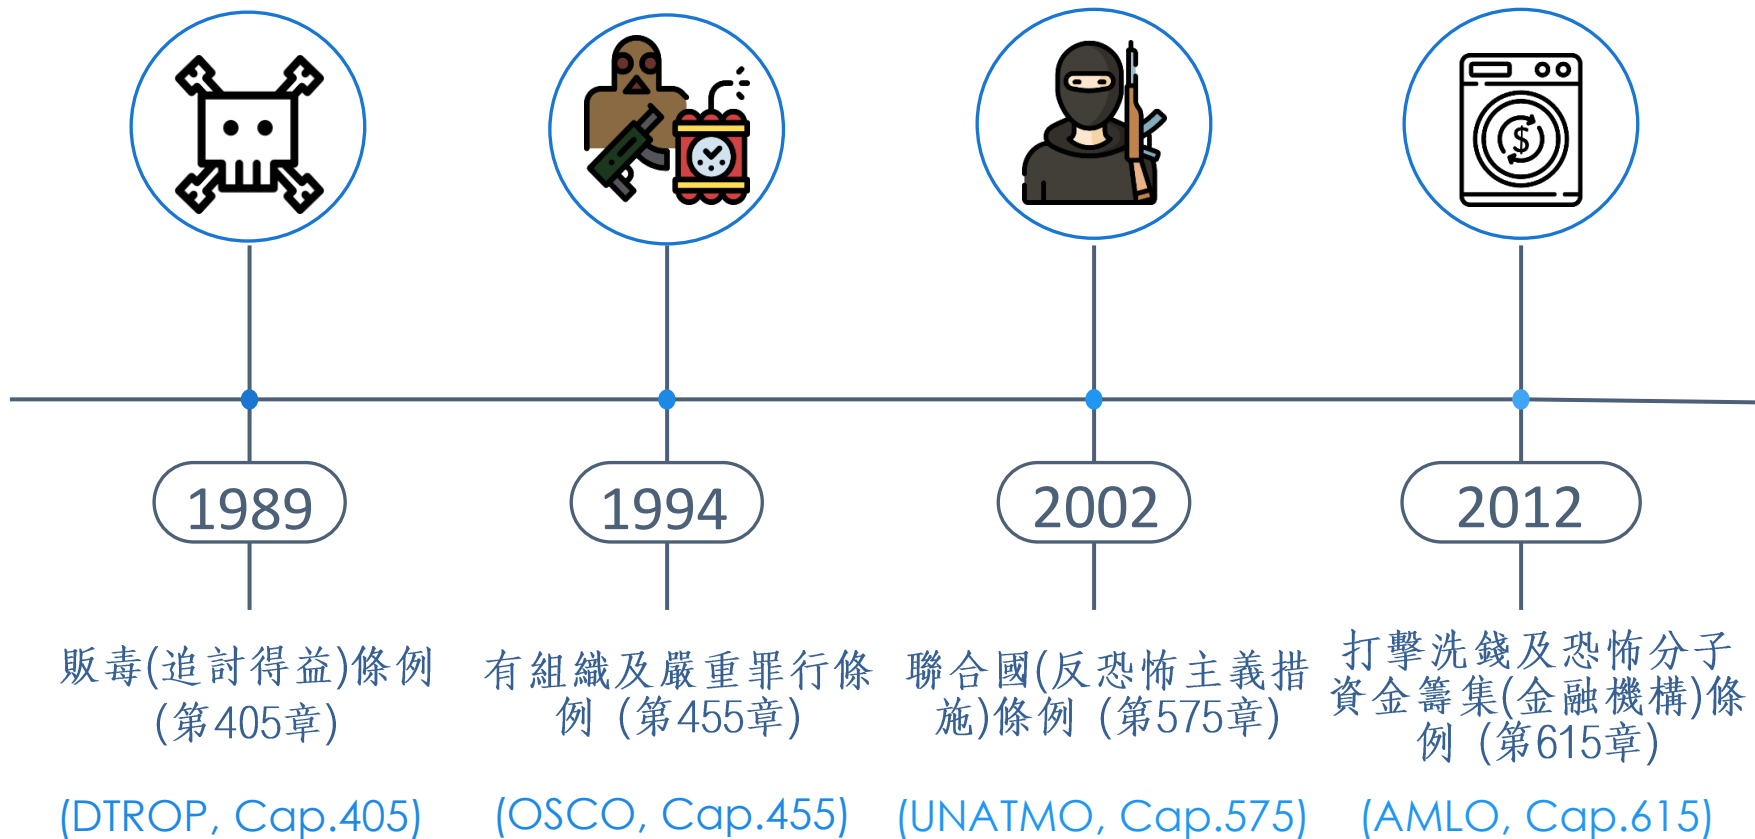 1989
販毒(追討得益)條例
(第405章)
(DTROP, Cap.405)
1994
有組織及嚴重罪行條
例 (第455章)
(OSCO, Cap.455)
2002
聯合國(反恐怖主義措
施)條例 (第575章)
(UNATMO, Cap.575)
$
2012
打擊洗錢及恐怖分子
資金籌集(金融機構)條
例 (第615章)
(AMLO, Cap.615)